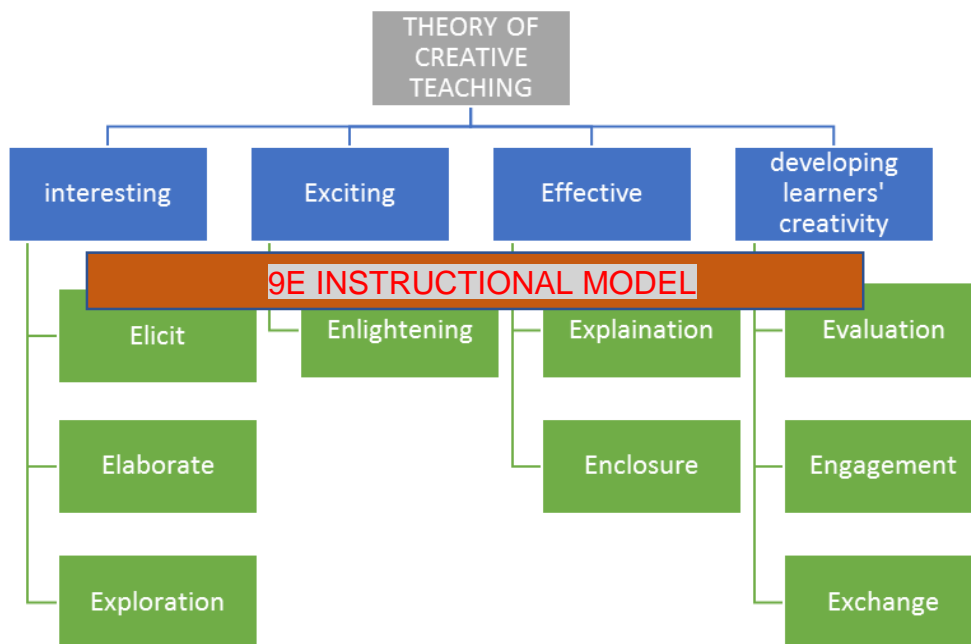 THEORY OF
CREATIVE
TEACHING
interesting
Exciting
Effective
developing
learners'
creativity
9E INSTRUCTIONAL MODEL
Elicit
Enlightening
Explaination
Evaluation
Elaborate
Enclosure
Engagement
Exploration
Exchange